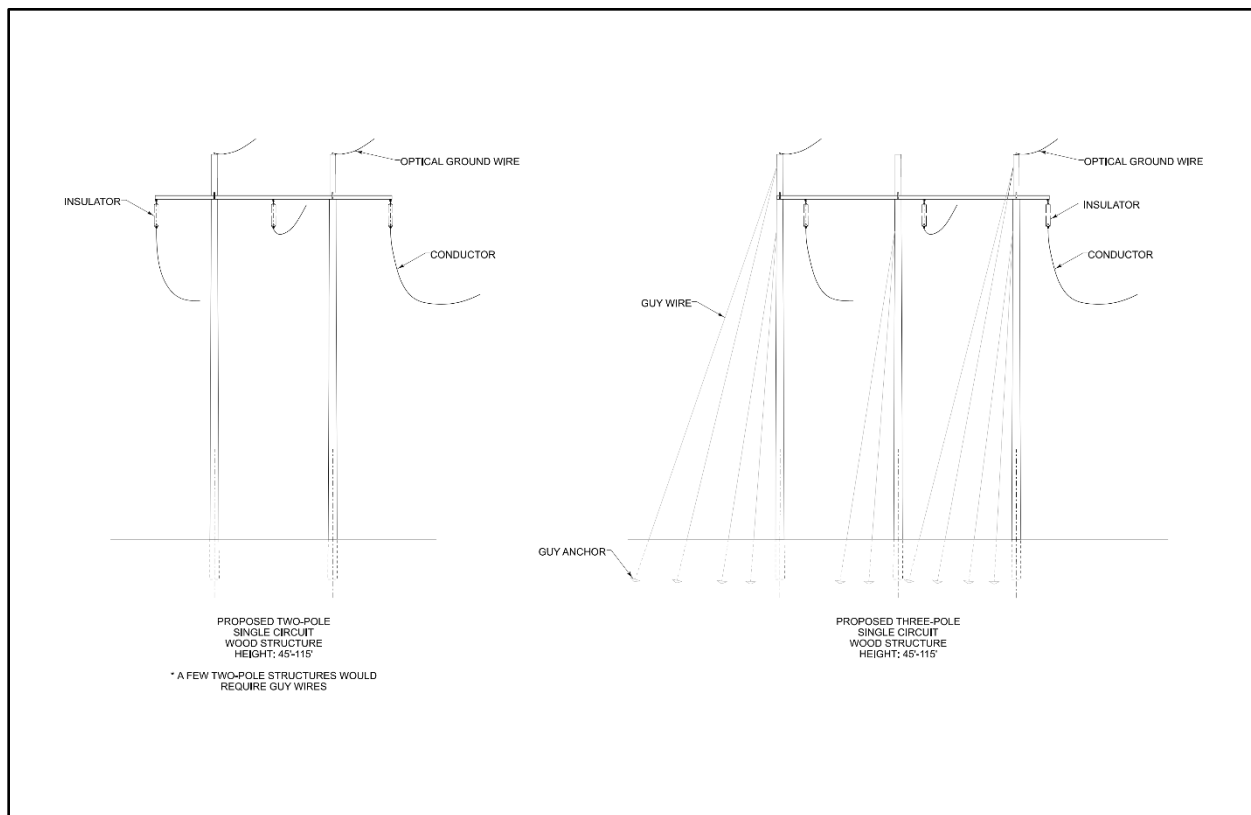 OPTICAL GROUND WIRE
INSULATOR
CONDUCTOR
PROPOSED TWO-POLE
SINGLE CIRCUIT
WOOD STRUCTURE
HEIGHT: 45'-115'
* A FEW TWO-POLE STRUCTURES WOULD
REQUIRE GUY WIRES
OPTICAL GROUND WIRE
INSULATOR
CONDUCTOR
GUY WIRE
GUY ANCHOR
PROPOSED THREE-POLE
SINGLE CIRCUIT
WOOD STRUCTURE
HEIGHT: 45'-115'